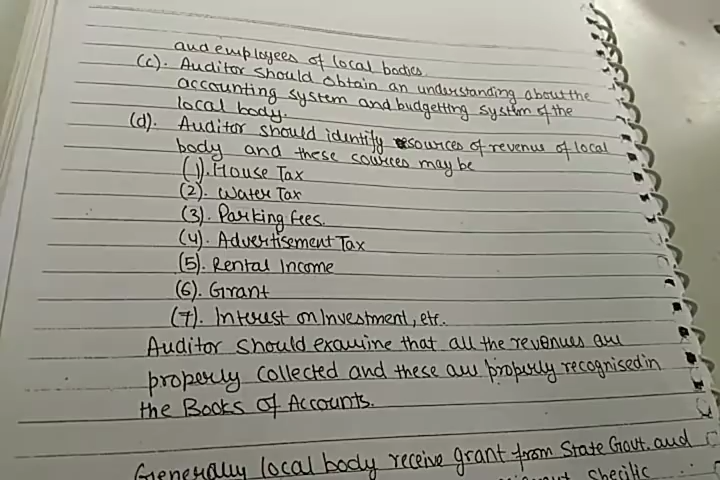 and employees of local bodies.
(c). Auditor should obtain an understanding about the
accounting system and budgetting system of the
local body.
(d). Auditor should identify sources of revenue of local
body and these sources may be
(1). House Tax
(2). Water Tax
(3). Parking fees.
(4). Advertisement Tax
(5). Rental Income
(6). Grant
(7). Interest on Investment, etc.
Auditor should examine that all the revenues are
properly collected and these are properly recognised in
the Books of Accounts.
Generally local body receive grant from State Govt. and
specific